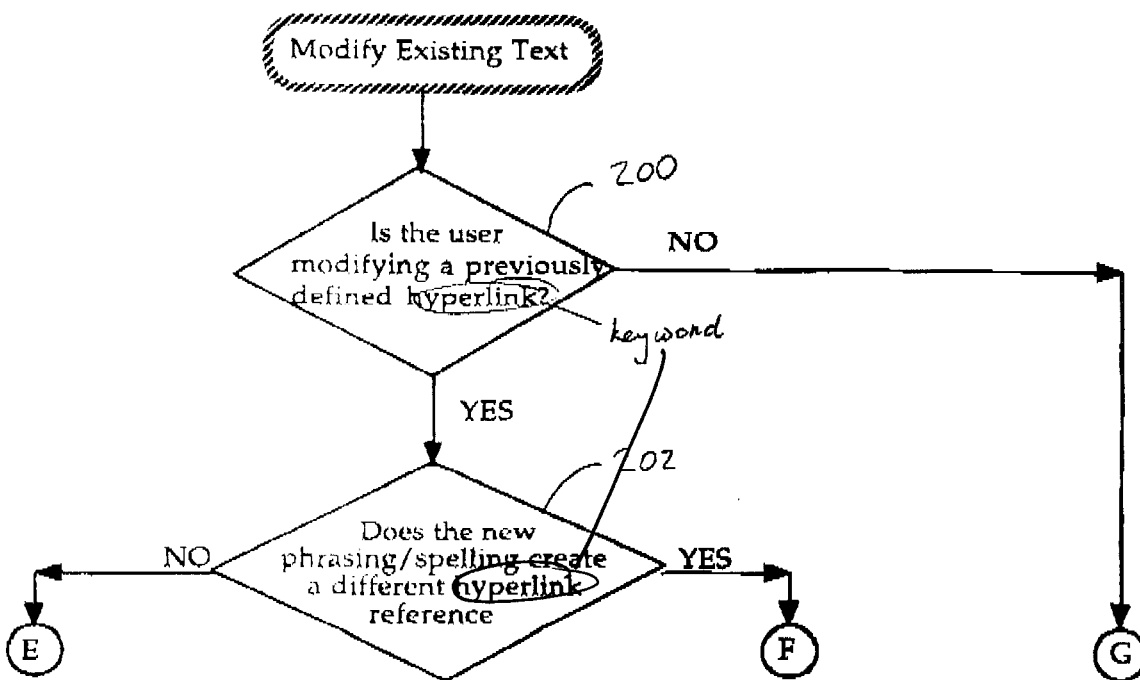 Modify Existing Text
200
Is the user
modifying a previously
defined hyperlink?
NO
keyword
YES
202
Does the new
phrasing/spelling create
a different hyperlink
reference
NO
YES
E
F
G